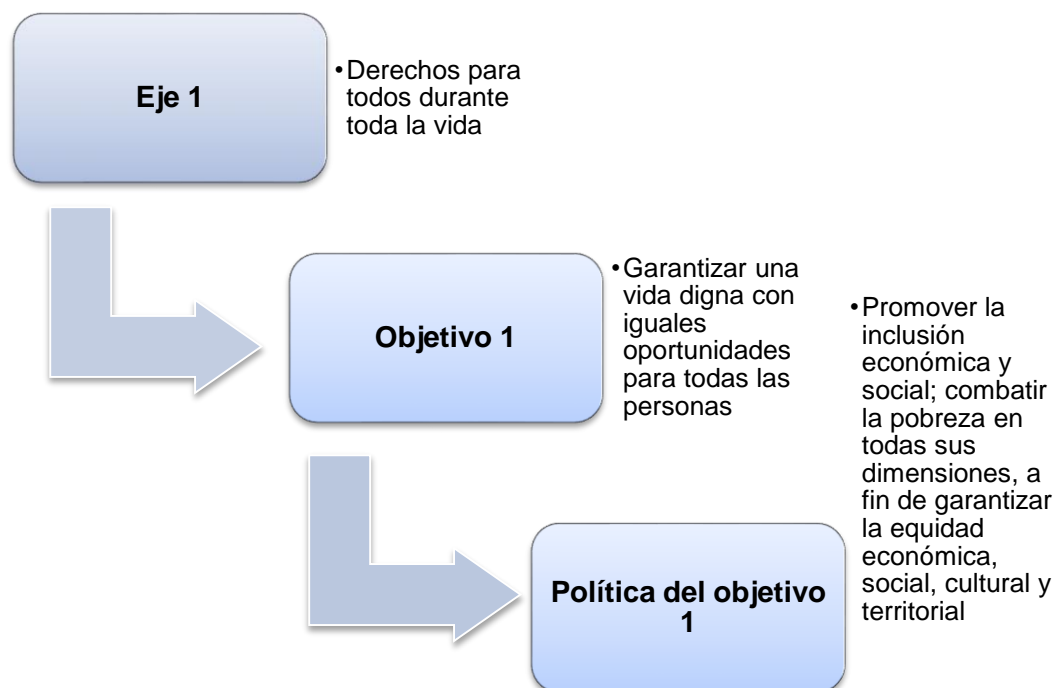 Eje 1
•Derechos para
todos durante
toda la vida
Objetivo 1
•Garantizar una
vida digna con
iguales
oportunidades
para todas las
personas
•Promover la
inclusión
económica y
social; combatir
la pobreza en
todas sus
dimensiones, a
fin de garantizar
la equidad
económica,
social, cultural y
territorial
Política del objetivo
1